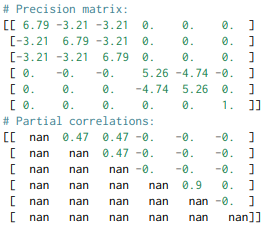 # Precision matrix:
[[ 6.79 -3.21 -3.21 0. 0. 0. ]
[-3.21 6.79 -3.21 0. 0. 0. ]
[-3.21 -3.21 6.79 0. 0. 0. ]
[ 0. -0. -0. 5.26 -4.74 -0. ]
[ 0. 0. 0. -4.74 5.26 0. ]
[ 0. 0. 0. 0. 0. 1. ]]
# Partial correlations:
[[ nan 0.47 0.47 -0. -0. -0. ]
[ nan nan 0.47 -0. -0. -0. ]
[ nan nan nan -0. -0. -0. ]
[ nan nan nan nan 0.9 0. ]
[ nan nan nan nan nan -0. ]
[ nan nan nan nan nan nan]]